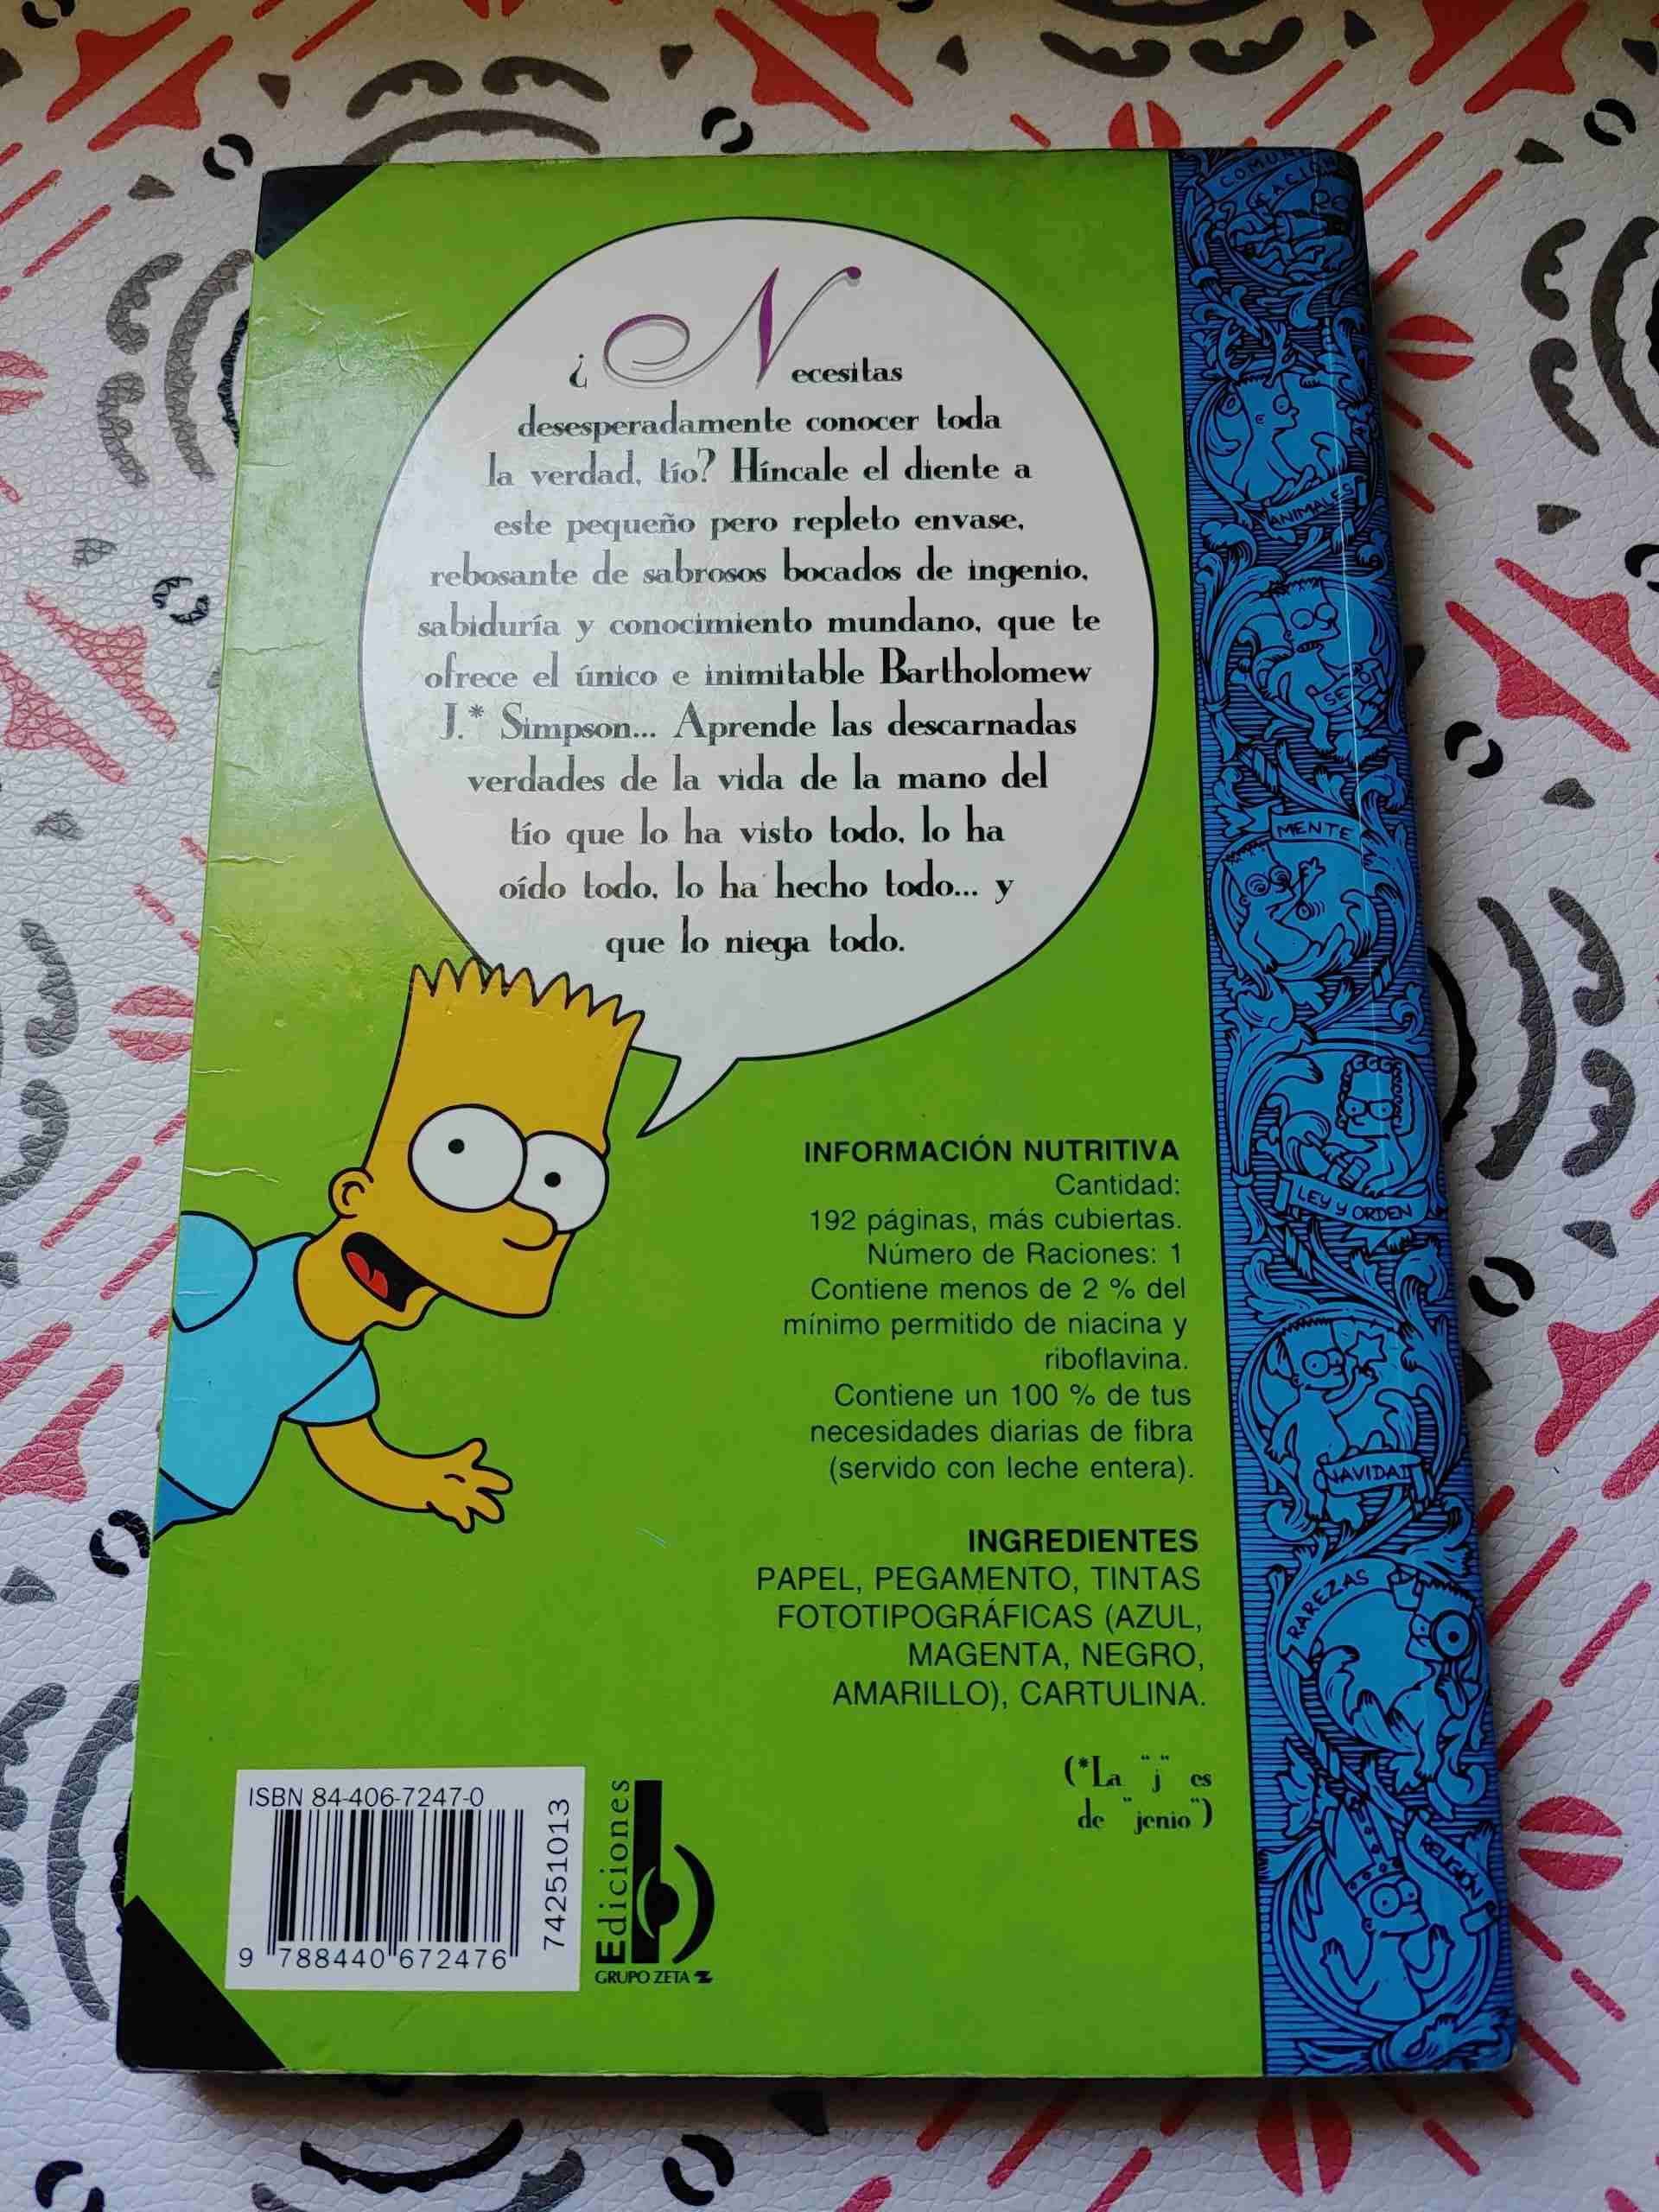 ¿Necesitas
desesperadamente conocer toda
la verdad, tío? Híncale el diente a
este pequeño pero repleto envase,
rebosante de sabrosos bocados de ingenio,
sabiduría y conocimiento mundano, que te
ofrece el único e inimitable Bartholomew
J.* Simpson... Aprende las descarnadas
verdades de la vida de la mano del
tío que lo ha visto todo, lo ha
oído todo, lo ha hecho todo... y
que lo niega todo.
INFORMACIÓN NUTRITIVA
Cantidad:
192 páginas, más cubiertas.
Número de Raciones: 1
Contiene menos de 2 % del
mínimo permitido de niacina y
riboflavina.
Contiene un 100 % de tus
necesidades diarias de fibra
(servido con leche entera).
INGREDIENTES
PAPEL, PEGAMENTO, TINTAS
FOTOTIPOGRÁFICAS (AZUL,
MAGENTA, NEGRO,
AMARILLO), CARTULINA.
(*La "j" es
de "jenio")
ISBN 84-406-7247-0
9 788440 672476
74251013
Ediciones
b
GRUPO ZETA
ANIMALES
MENTE
LEY Y ORDEN
NAVIDAD
RAREZAS
RELIGIÓN